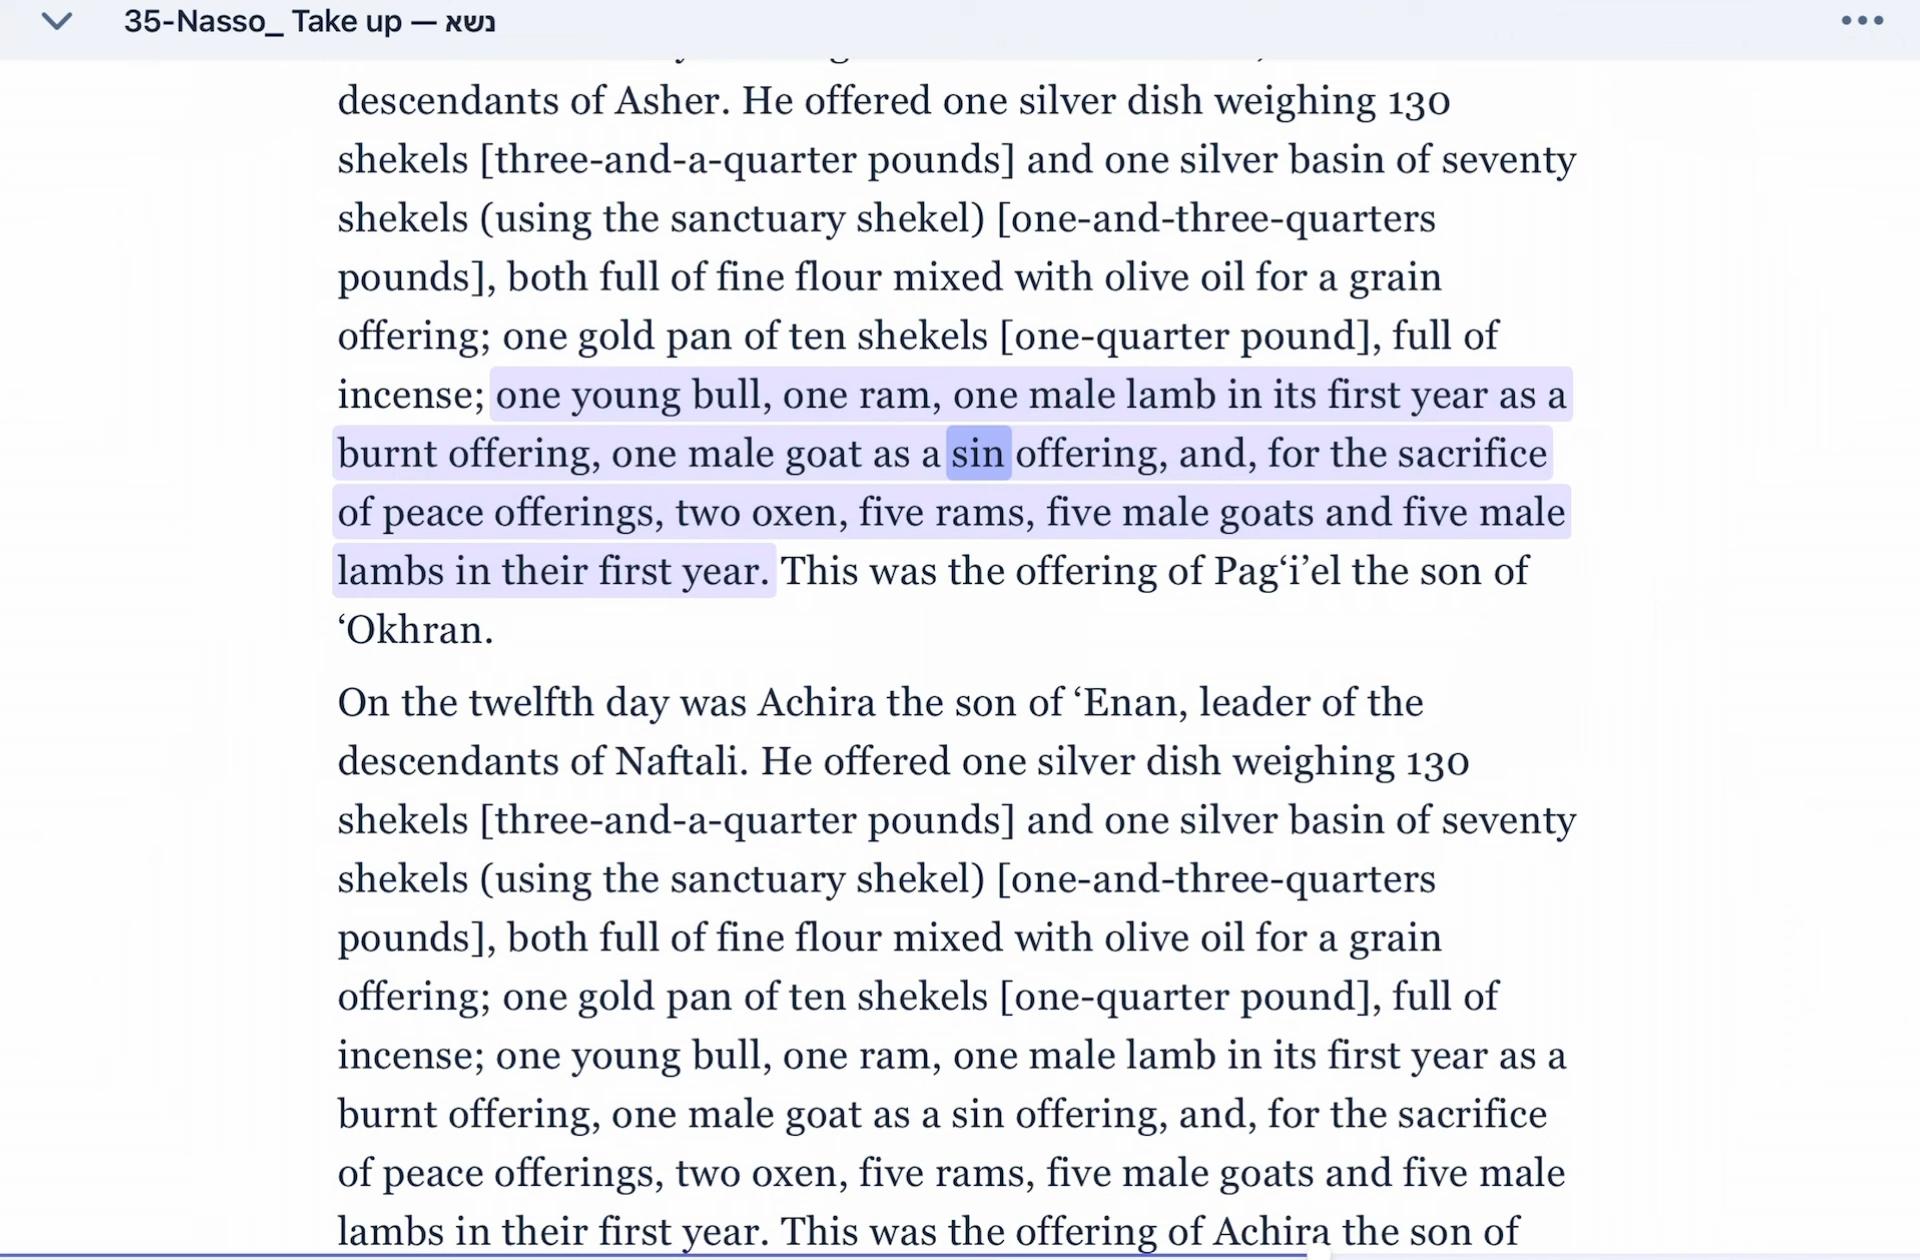 35-Nasso_ Take up — נשא
descendants of Asher. He offered one silver dish weighing 130
shekels [three-and-a-quarter pounds] and one silver basin of seventy
shekels (using the sanctuary shekel) [one-and-three-quarters
pounds], both full of fine flour mixed with olive oil for a grain
offering; one gold pan of ten shekels [one-quarter pound], full of
incense; one young bull, one ram, one male lamb in its first year as a
burnt offering, one male goat as a sin offering, and, for the sacrifice
of peace offerings, two oxen, five rams, five male goats and five male
lambs in their first year. This was the offering of Pag‘i’el the son of
‘Okhran.
On the twelfth day was Achira the son of ‘Enan, leader of the
descendants of Naftali. He offered one silver dish weighing 130
shekels [three-and-a-quarter pounds] and one silver basin of seventy
shekels (using the sanctuary shekel) [one-and-three-quarters
pounds], both full of fine flour mixed with olive oil for a grain
offering; one gold pan of ten shekels [one-quarter pound], full of
incense; one young bull, one ram, one male lamb in its first year as a
burnt offering, one male goat as a sin offering, and, for the sacrifice
of peace offerings, two oxen, five rams, five male goats and five male
lambs in their first year. This was the offering of Achira the son of